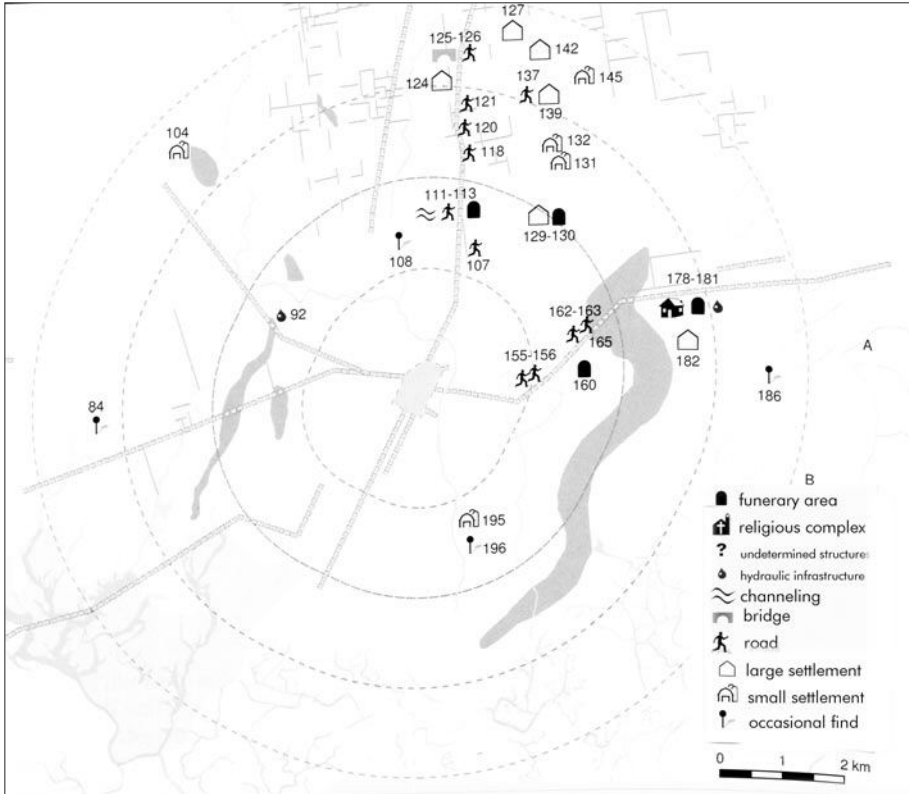 127
125-126
142
124
137
145
121
139
120
132
118
131
104
111-113
129-130
108
107
178-181
92
162-163
165
182
A
155-156
160
186
84
B
195
196
funerary area
religious complex
? undetermined structures
hydraulic infrastructure
channeling
bridge
road
large settlement
small settlement
occasional find
0 1 2 km